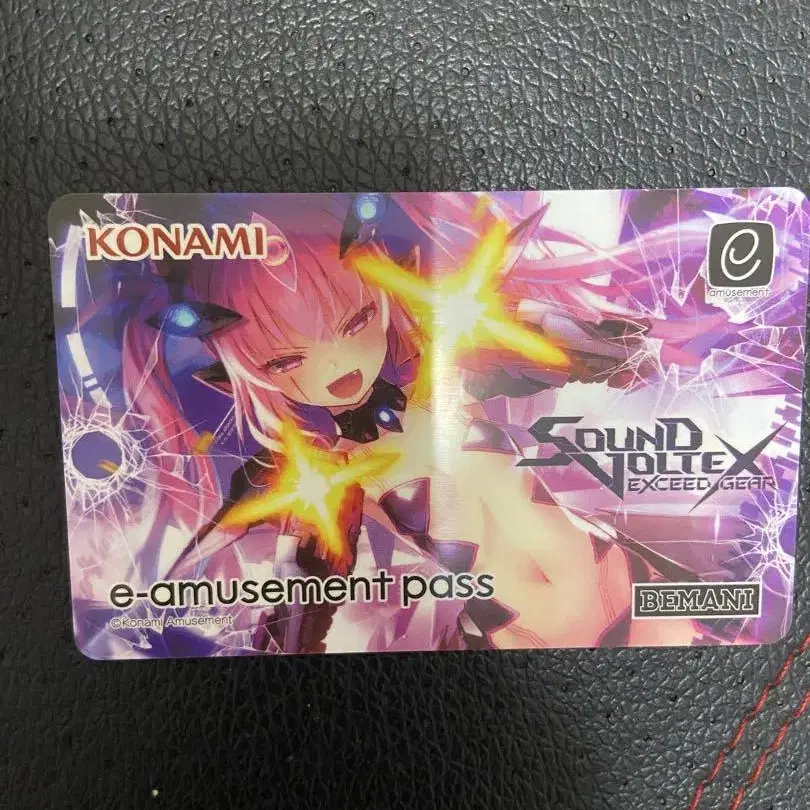 KONAMI
e
amusement
SOUND
VOLTEX
EXCEED GEAR
e-amusement pass
©Konami Amusement
BEMANI